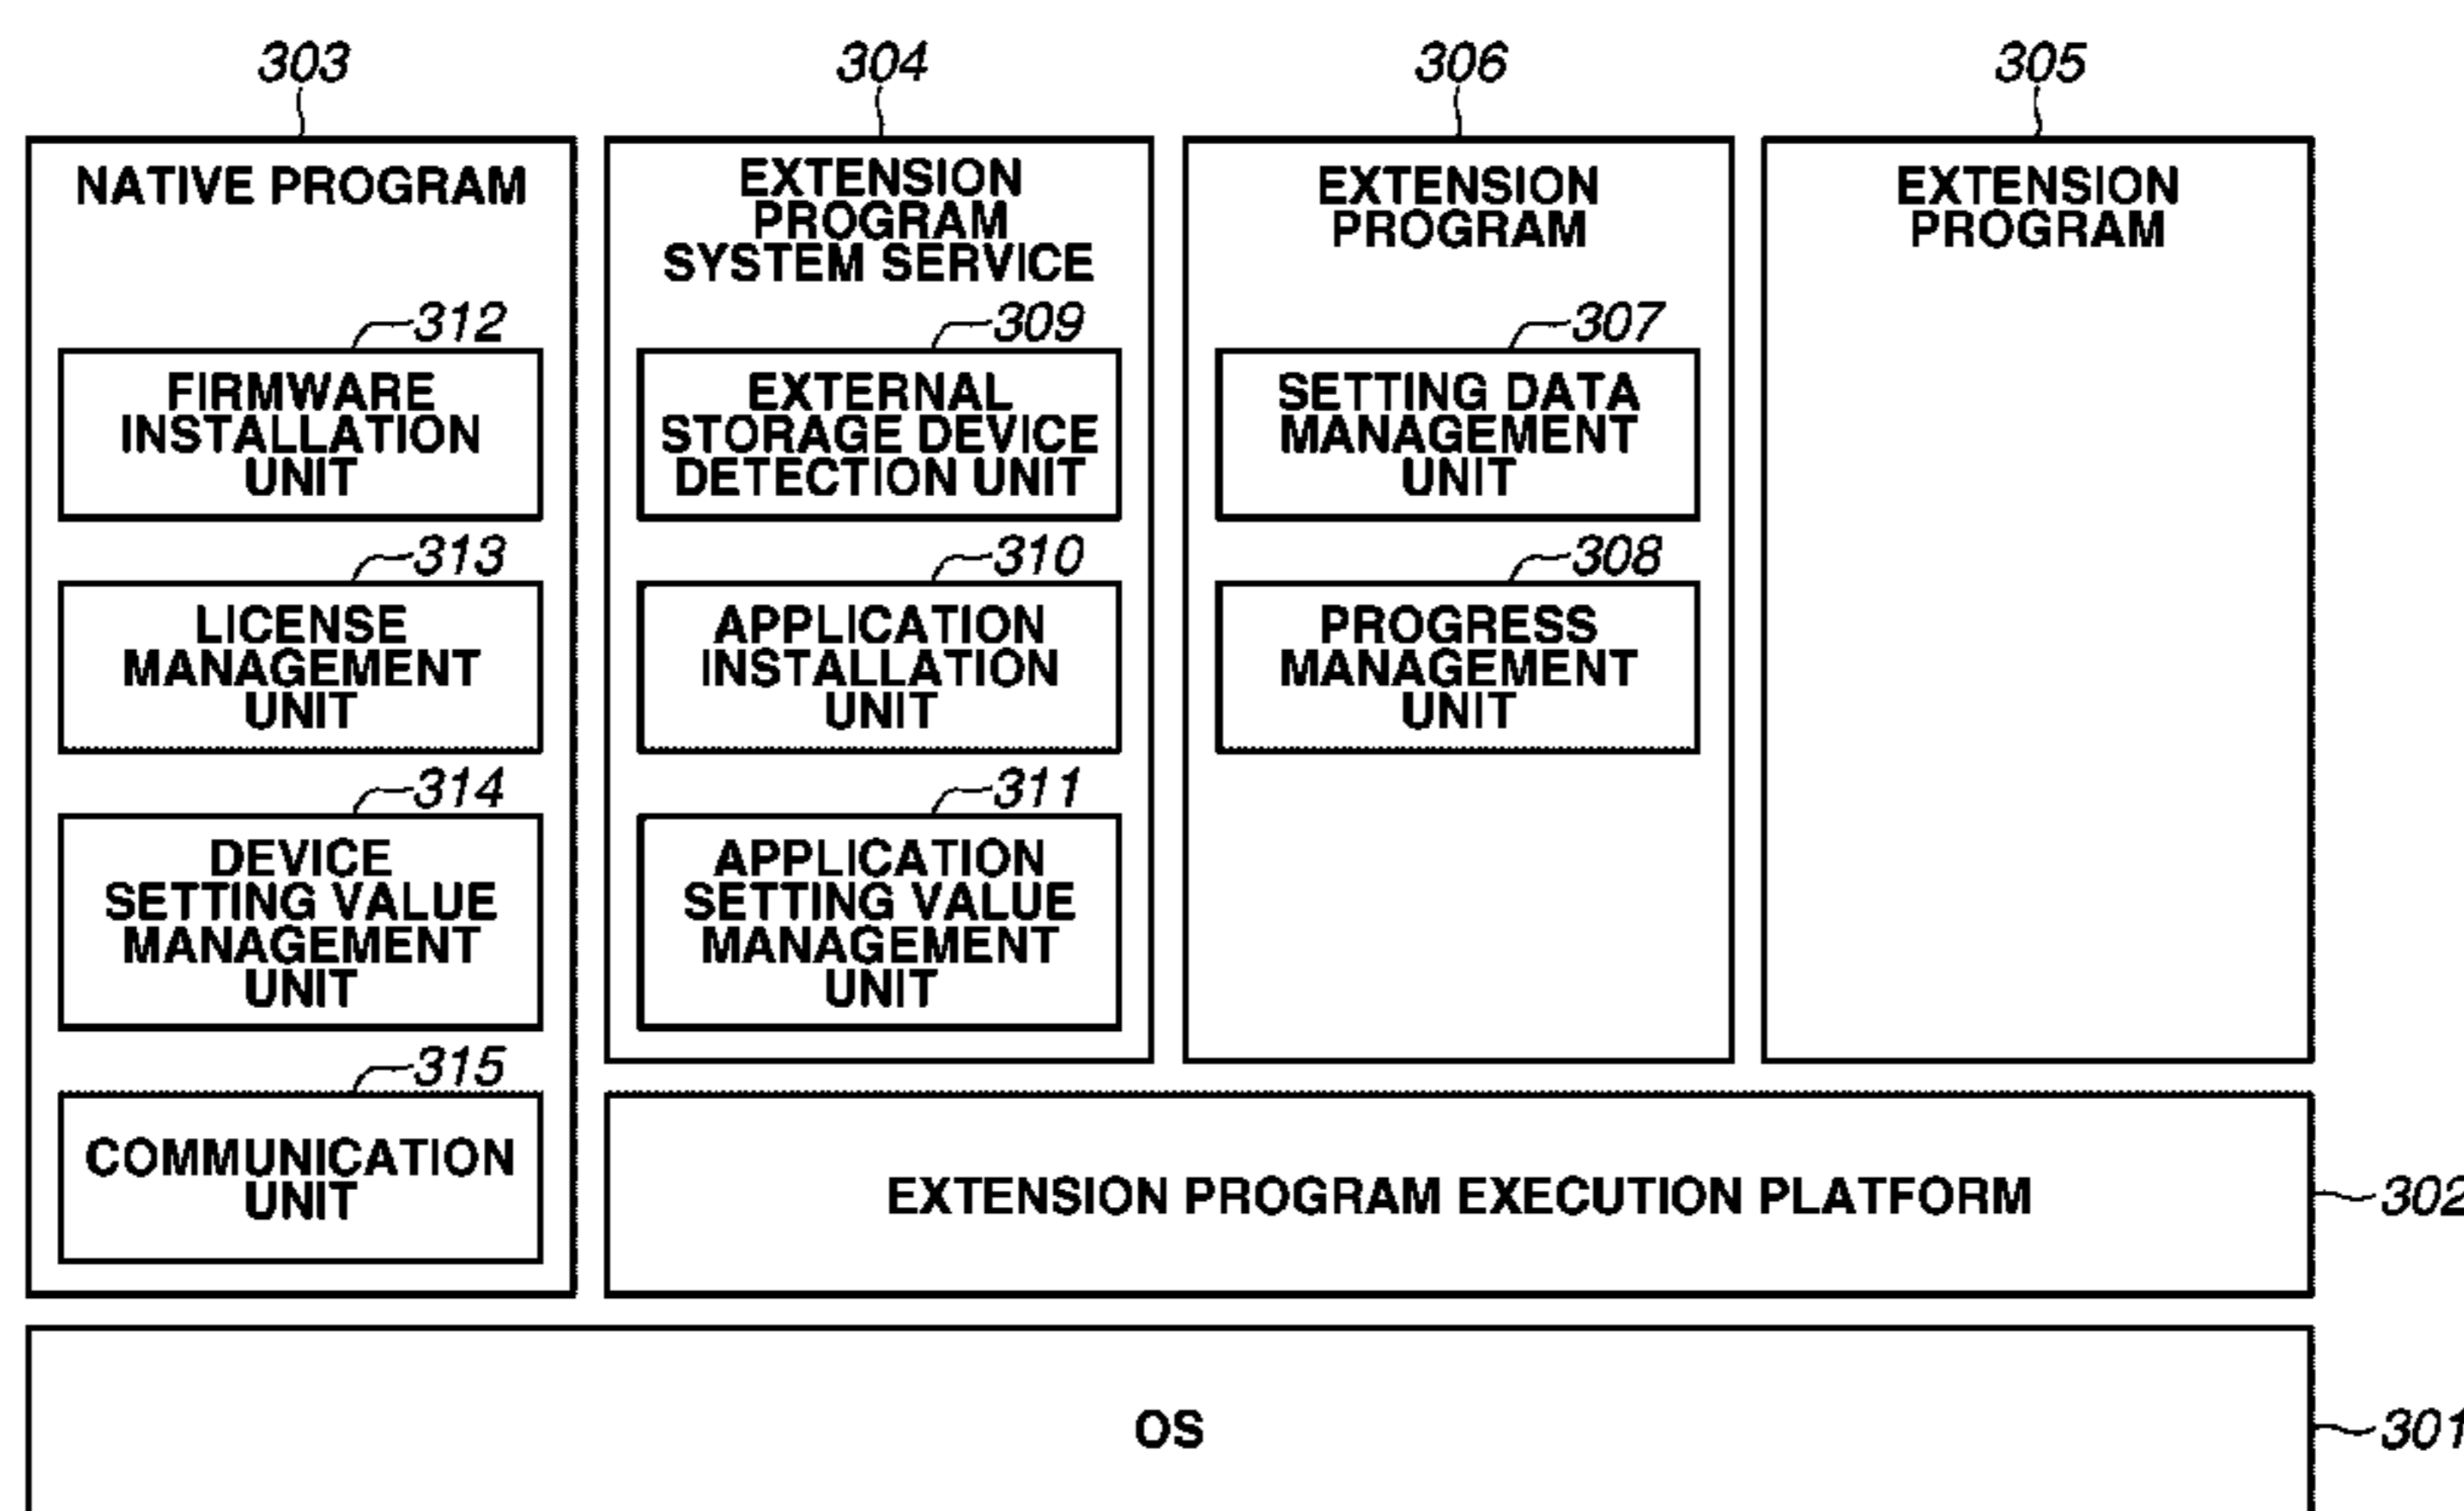 303
304
306
305
NATIVE PROGRAM
EXTENSION
PROGRAM
SYSTEM SERVICE
EXTENSION
PROGRAM
EXTENSION
PROGRAM
312
FIRMWARE
INSTALLATION
UNIT
313
LICENSE
MANAGEMENT
UNIT
314
DEVICE
SETTING VALUE
MANAGEMENT
UNIT
315
COMMUNICATION
UNIT
309
EXTERNAL
STORAGE DEVICE
DETECTION UNIT
310
APPLICATION
INSTALLATION
UNIT
311
APPLICATION
SETTING VALUE
MANAGEMENT
UNIT
307
SETTING DATA
MANAGEMENT
UNIT
308
PROGRESS
MANAGEMENT
UNIT
EXTENSION PROGRAM EXECUTION PLATFORM
302
OS
301